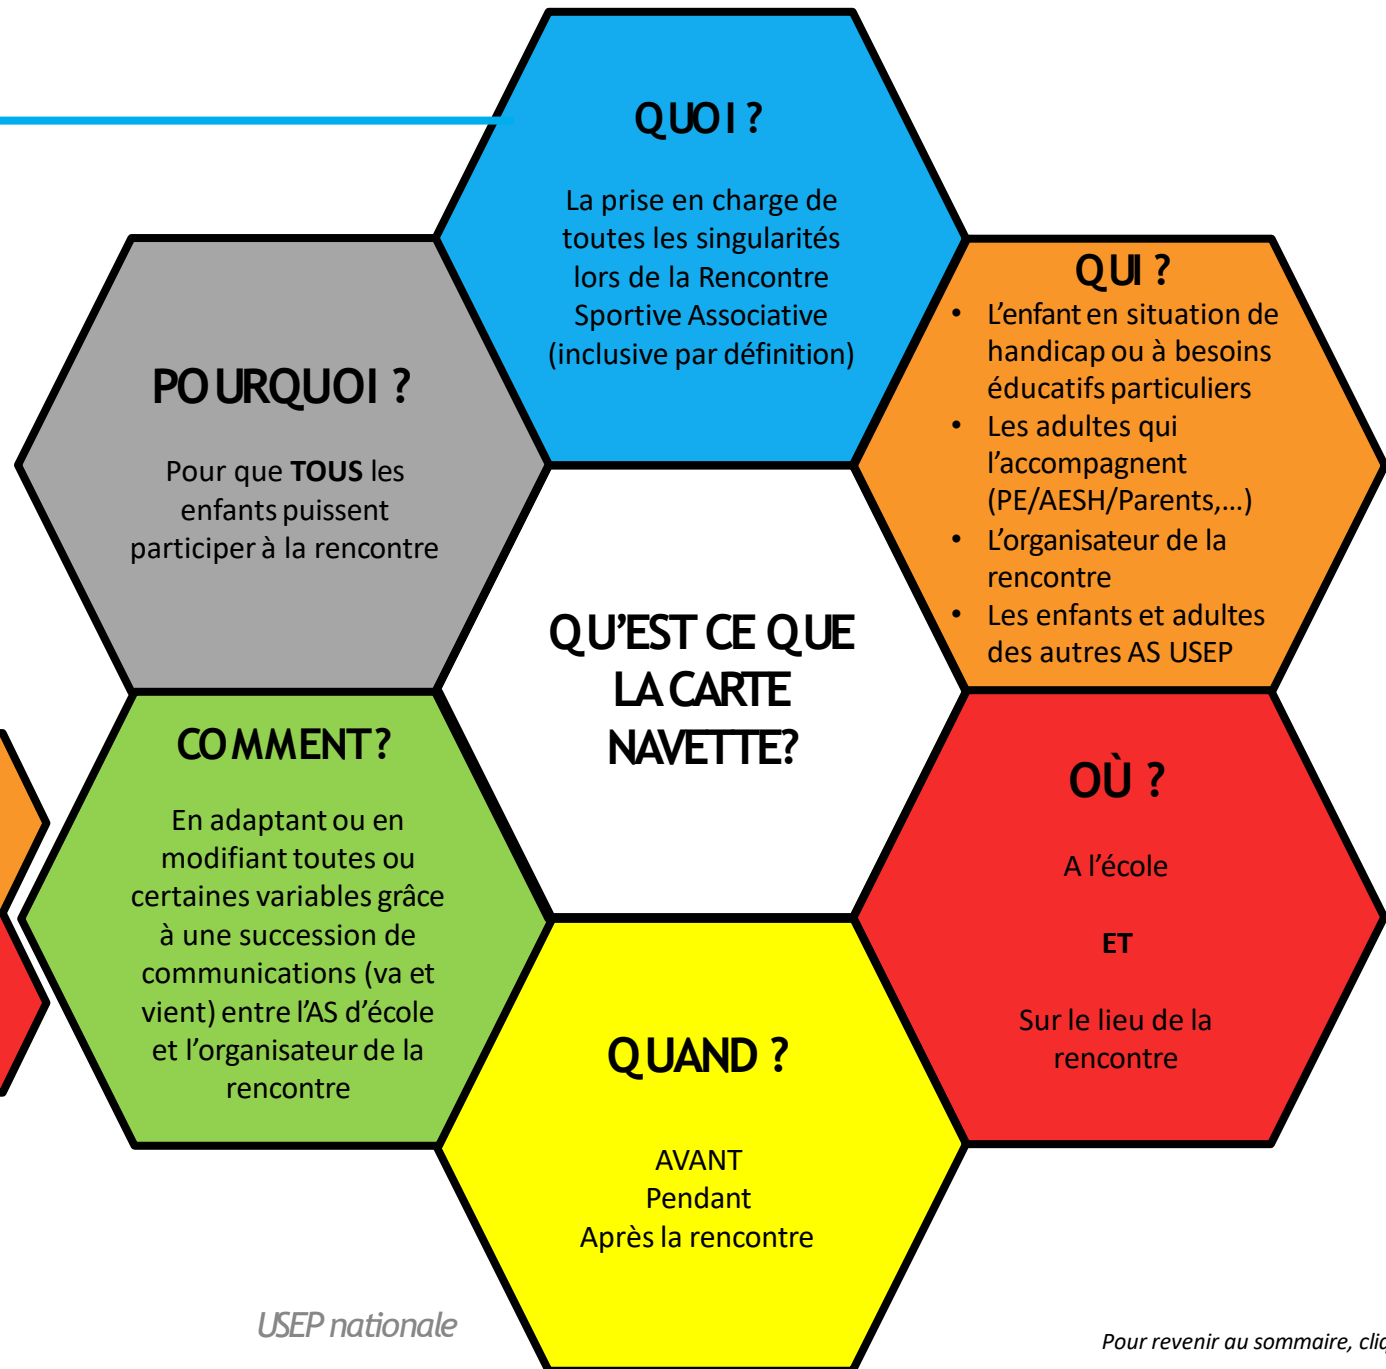 QUOI ?
La prise en charge de
toutes les singularités
lors de la Rencontre
Sportive Associative
(inclusive par définition)
QUI ?
• L’enfant en situation de
handicap ou à besoins
éducatifs particuliers
• Les adultes qui
l’accompagnent
(PE/AESH/Parents,…)
• L’organisateur de la
rencontre
• Les enfants et adultes
des autres AS USEP
POURQUOI ?
Pour que TOUS les
enfants puissent
participer à la rencontre
QU’EST CE QUE
LA CARTE
NAVETTE?
COMMENT?
En adaptant ou en
modifiant toutes ou
certaines variables grâce
à une succession de
communications (va et
vient) entre l’AS d’école
et l’organisateur de la
rencontre
OÙ ?
A l’école
ET
Sur le lieu de la
rencontre
QUAND ?
AVANT
Pendant
Après la rencontre
USEP nationale
Pour revenir au sommaire,